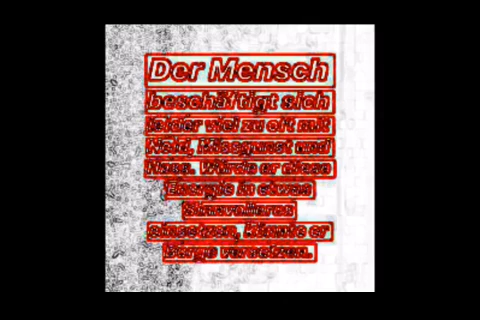 Der Mensch
beschäftigt sich
leider viel zu oft mit
Neid, Missgunst und
Hass. Würde er diese
Energie in etwas
Sinnvolleres
einsetzen, könnte er
berge versetzen.